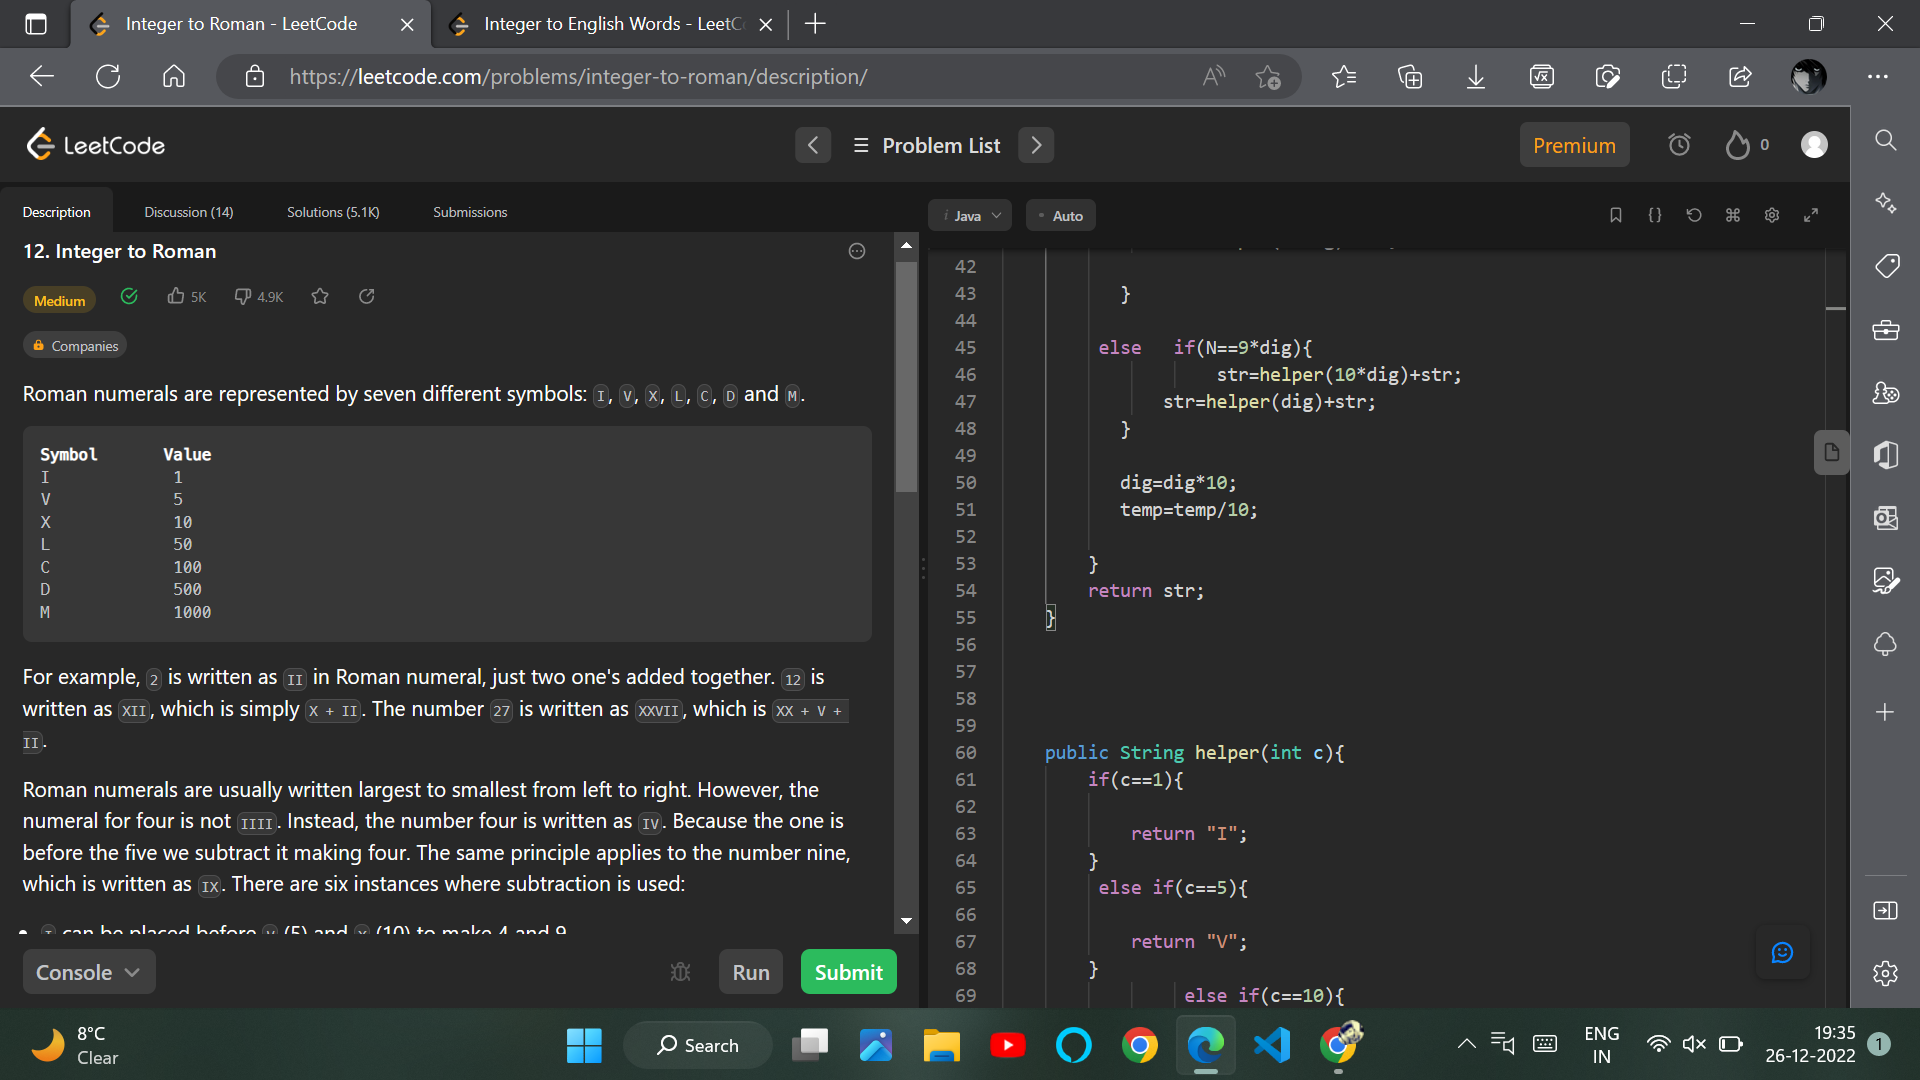 Integer to Roman - LeetCode
Integer to English Words - LeetC
https://leetcode.com/problems/integer-to-roman/description/
LeetCode
Problem List
Premium
0
Description
Discussion (14)
Solutions (5.1K)
Submissions
12. Integer to Roman
Medium
5K
4.9K
Companies
Roman numerals are represented by seven different symbols: I, V, X, L, C, D and M.
Symbol Value
I 1
V 5
X 10
L 50
C 100
D 500
M 1000
For example, 2 is written as II in Roman numeral, just two one's added together. 12 is
written as XII, which is simply X + II. The number 27 is written as XXVII, which is XX + V +
II.
Roman numerals are usually written largest to smallest from left to right. However, the
numeral for four is not IIII. Instead, the number four is written as IV. Because the one is
before the five we subtract it making four. The same principle applies to the number nine,
which is written as IX. There are six instances where subtraction is used:
• I can be placed before V (5) and X (10) to make 4 and 9.
Console
Run
Submit
i Java
• Auto
42
43 }
44
45 else if(N==9*dig){
46 str=helper(10*dig)+str;
47 str=helper(dig)+str;
48 }
49
50 dig=dig*10;
51 temp=temp/10;
52
53 }
54 return str;
55 }
56
57
58
59
60 public String helper(int c){
61 if(c==1){
62
63 return "I";
64 }
65 else if(c==5){
66
67 return "V";
68 }
69 else if(c==10){
8°C
Clear
Search
ENG
IN
19:35
26-12-2022
1